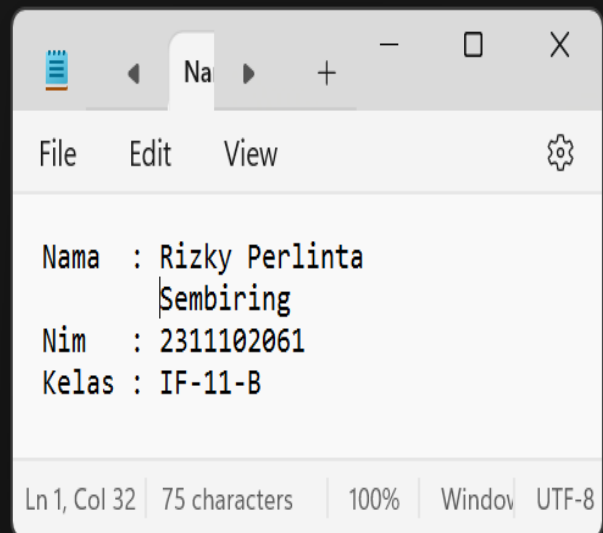 Na
File Edit View
Nama  : Rizky Perlinta
        Sembiring
Nim   : 2311102061
Kelas : IF-11-B
Ln 1, Col 32 75 characters 100% Window UTF-8